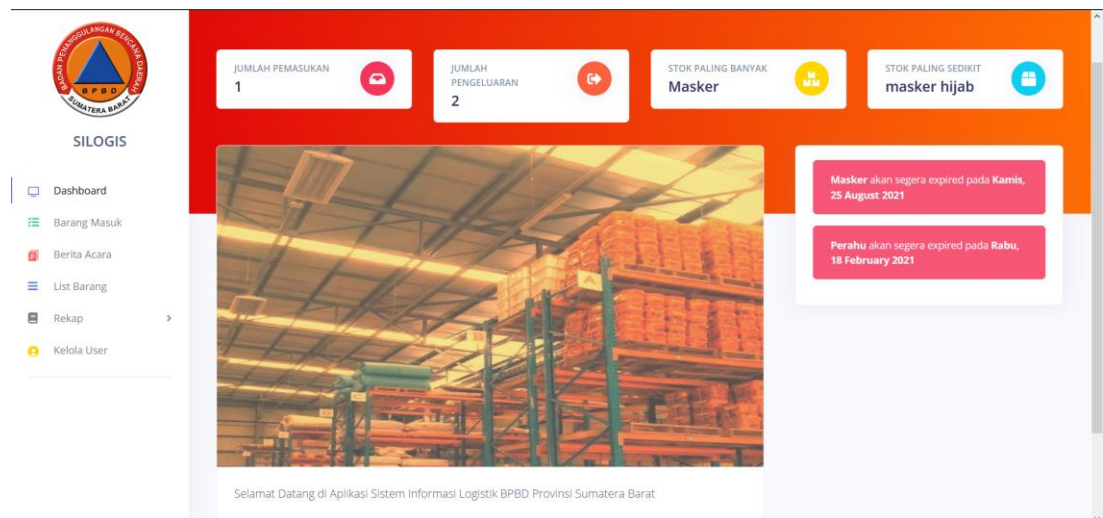 BADAN PENANGGULANGAN BENCANA DAERAH
BPBD
SUMATERA BARAT
SILOGIS
Dashboard
Barang Masuk
Berita Acara
List Barang
Rekap
Kelola User
JUMLAH PEMASUKAN
1
JUMLAH
PENGELUARAN
2
STOK PALING BANYAK
Masker
STOK PALING SEDIKIT
masker hijab
Masker akan segera expired pada Kamis,
25 August 2021
Perahu akan segera expired pada Rabu,
18 February 2021
A
Selamat Datang di Aplikasi Sistem Informasi Logistik BPBD Provinsi Sumatera Barat